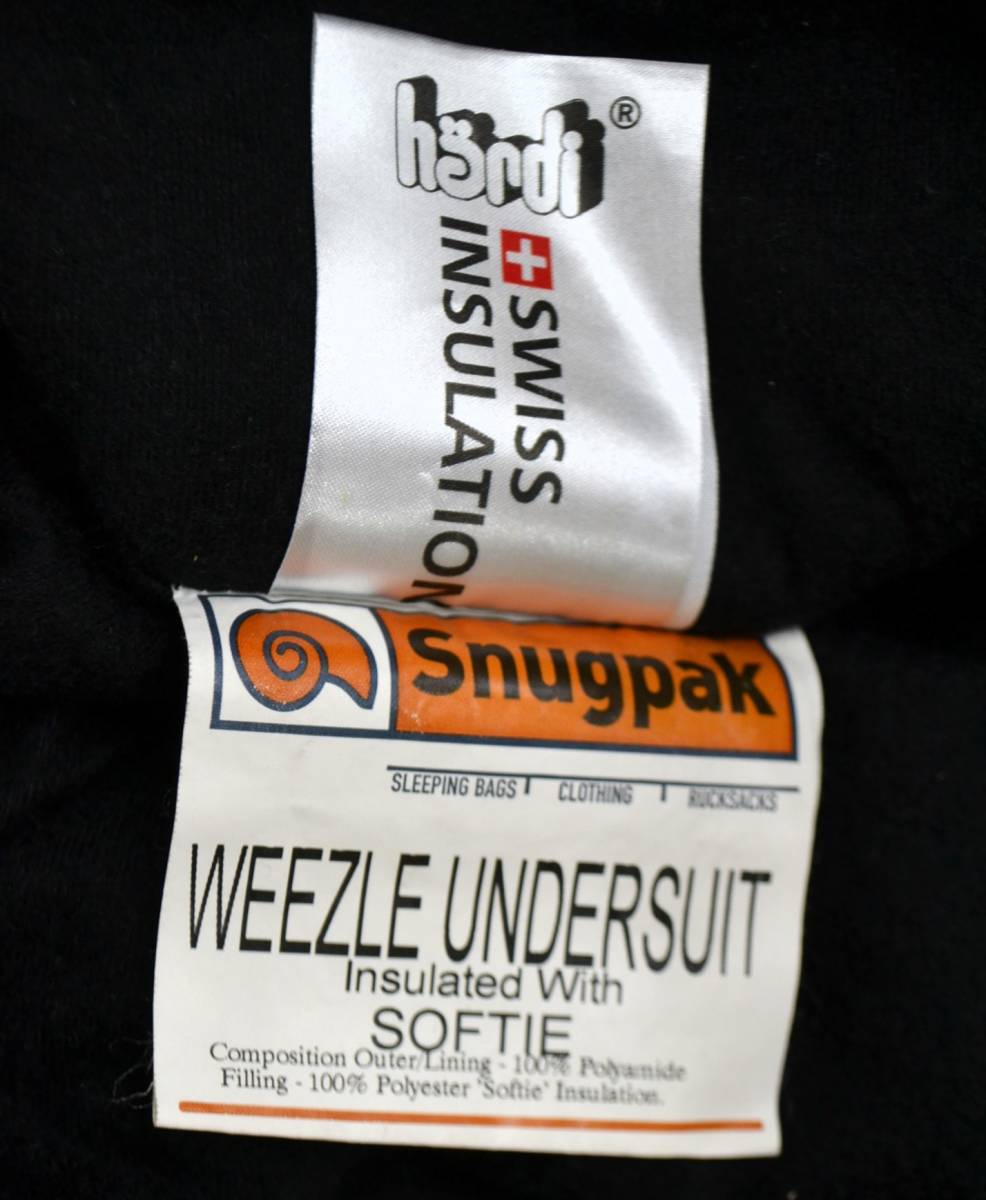 härdi®
SWISS
INSULATION
Snugpak
SLEEPING BAGS CLOTHING RUCKSACKS
WEEZLE UNDERSUIT
Insulated With
SOFTIE
Composition Outer/Lining - 100% Polyamide
Filling - 100% Polyester 'Softie' Insulation.